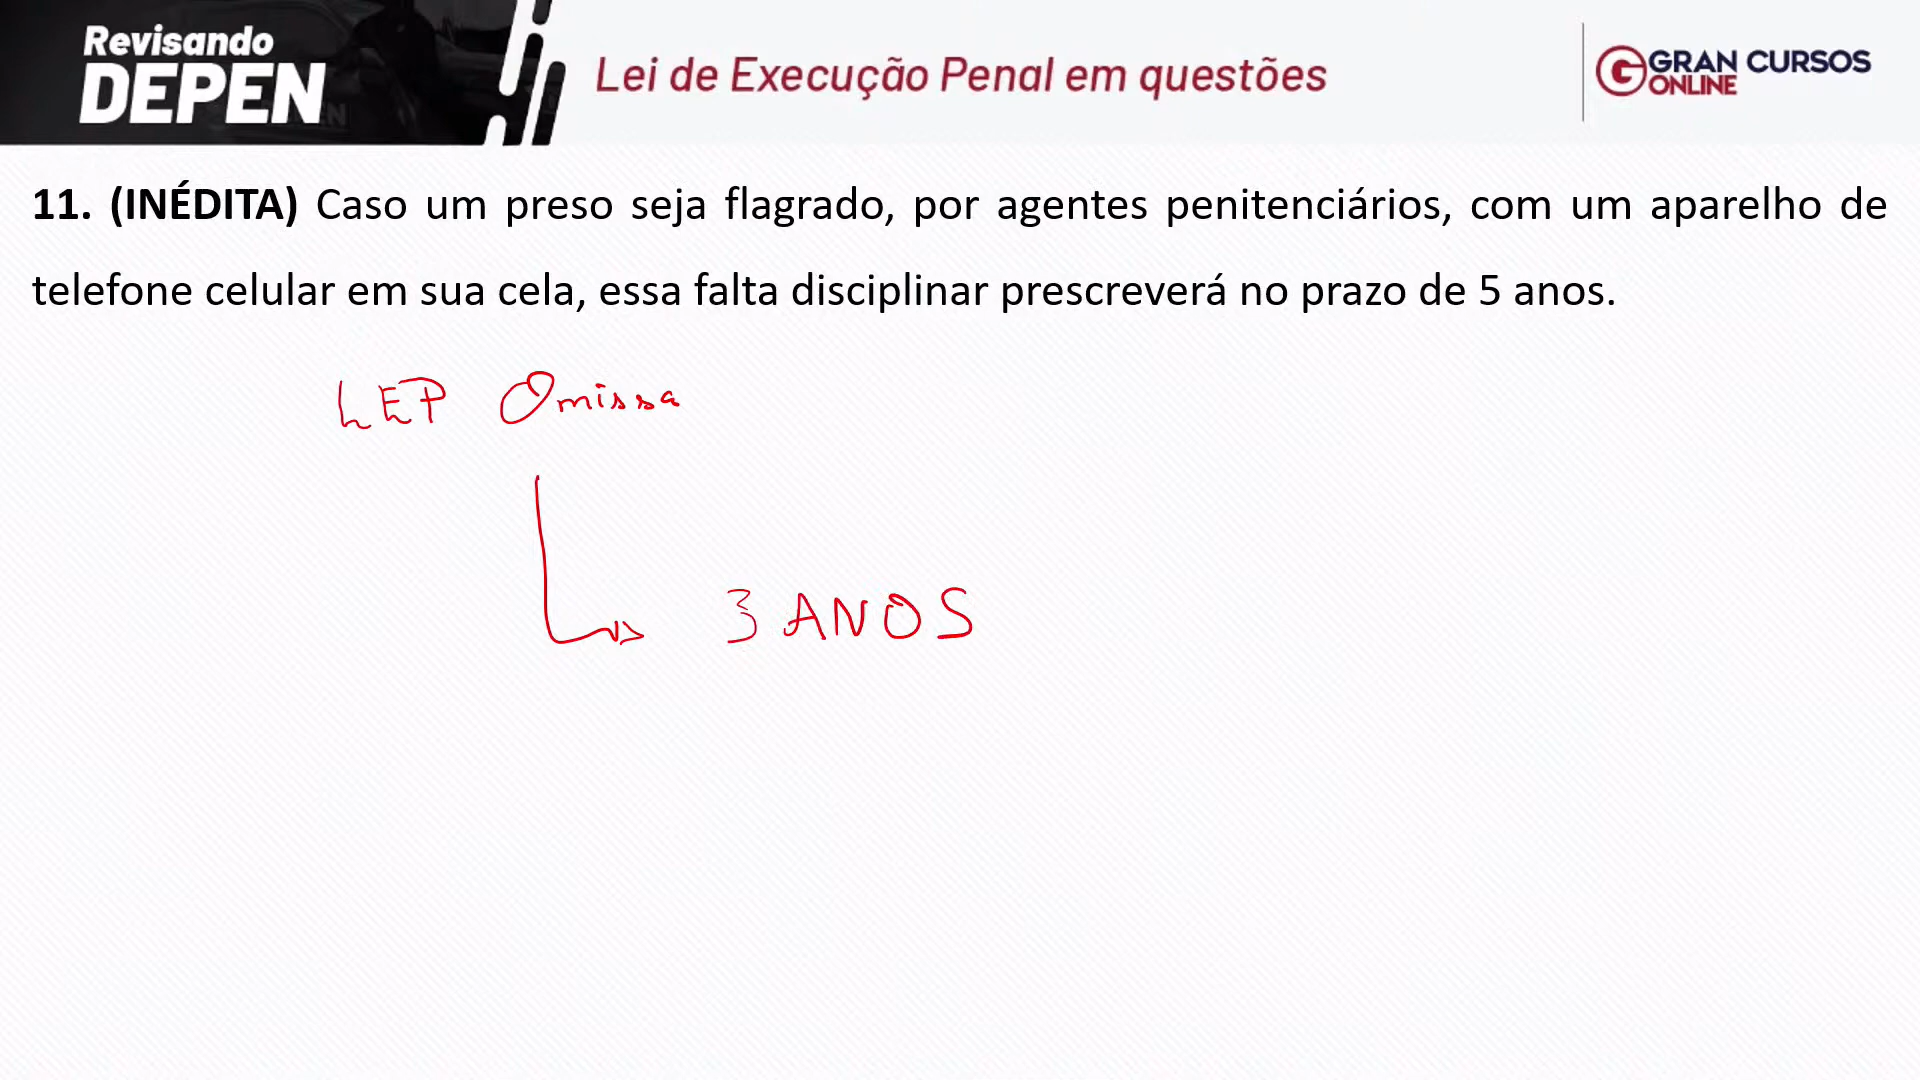 Revisando
DEPEN
Lei de Execução Penal em questões
GRAN CURSOS
ONLINE
11. (INÉDITA) Caso um preso seja flagrado, por agentes penitenciários, com um aparelho de
telefone celular em sua cela, essa falta disciplinar prescreverá no prazo de 5 anos.
LEP Omissa
3 ANOS